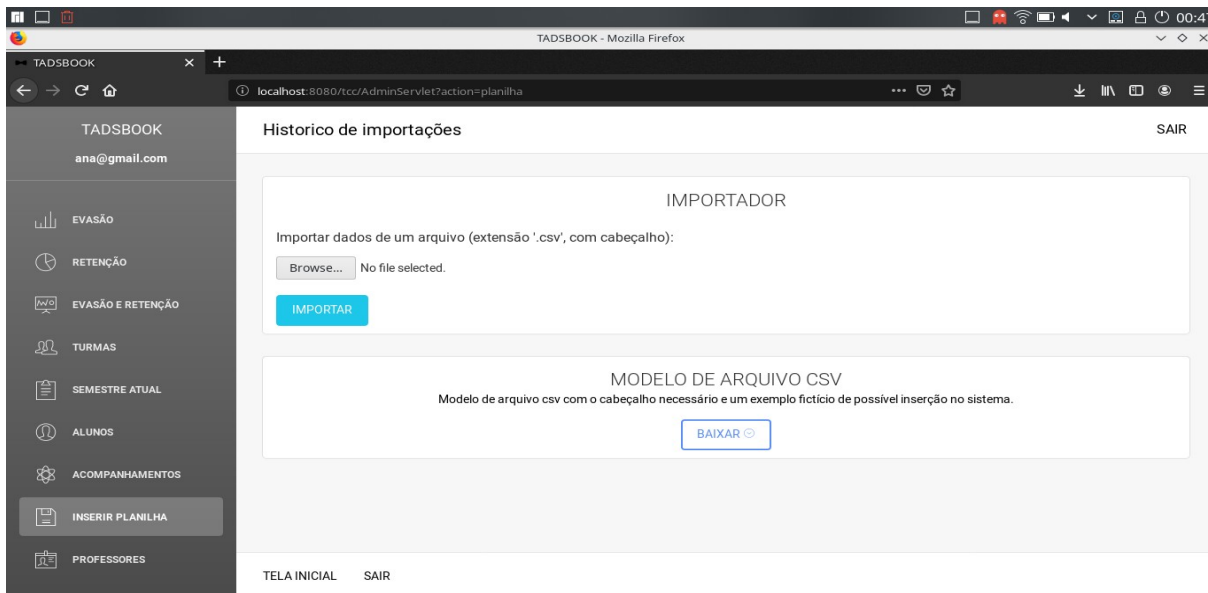 00:47
TADSBOOK - Mozilla Firefox
TADSBOOK
localhost:8080/tcc/AdminServlet?action=planilha
TADSBOOK
ana@gmail.com
EVASÃO
RETENÇÃO
EVASÃO E RETENÇÃO
TURMAS
SEMESTRE ATUAL
ALUNOS
ACOMPANHAMENTOS
INSERIR PLANILHA
PROFESSORES
Historico de importações
SAIR
IMPORTADOR
Importar dados de um arquivo (extensão '.csv', com cabeçalho):
Browse... No file selected.
IMPORTAR
MODELO DE ARQUIVO CSV
Modelo de arquivo csv com o cabeçalho necessário e um exemplo fictício de possível inserção no sistema.
BAIXAR
TELA INICIAL SAIR